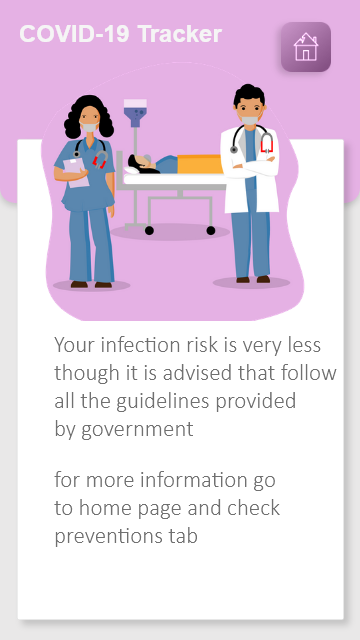 COVID-19 Tracker
Your infection risk is very less
though it is advised that follow
all the guidelines provided
by government
for more information go
to home page and check
preventions tab